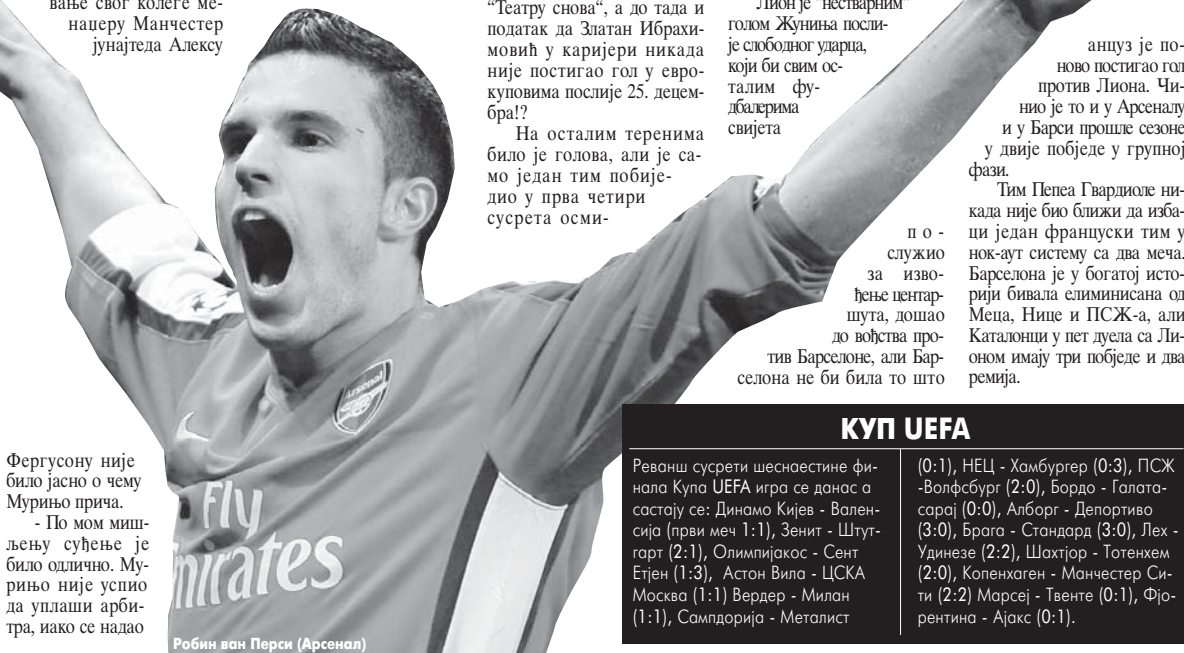 вање свог колеге ме-
наџеру Манчестер
јунајтеда Алексу
Фергусону није
било јасно о чему
Мурињо прича.
- По мом миш-
љењу суђење је
било одлично. Му-
рињо није успио
да уплаши арби-
тра, иако се надао
“Театру снова“, а до тада и
податак да Златан Ибрахи-
мовић у каријери никада
није постигао гол у евро-
куповима послије 25. децем-
бра!?
На осталим теренима
било је голова, али је са-
мо један тим побије-
дио у прва четири
сусрета осми-
Лион је "нестварним"
голом Жуниња посли-
је слободног ударца,
који би свим ос-
талим фу-
дбалерима
свијета
по-
служио
за изво-
ђење центар-
шута, дошао
до воћства про-
тив Барселоне, али Бар-
селона не би била то што
анцуз је по-
ново постигао гол
против Лиона. Чи-
нио је то и у Арсеналу
и у Барси прошле сезоне
у двије побједе у групној
фази.
Тим Пепеа Гвардиоле ни-
када није био ближи да изба-
ци један француски тим у
нок-аут систему са два меча.
Барселона је у богатој исто-
рији бивала елиминисана од
Меца, Нице и ПСЖ-а, али
Каталонци у пет дуела са Ли-
оном имају три побједе и два
ремија.
Arsenal
Fly
Emirates
Робин ван Перси (Арсенал)
КУП UEFA
Реванш сусрети шеснаестине фи-
нала Купа UEFA игра се данас а
састају се: Динамо Кијев - Вален-
сија (први меч 1:1), Зенит - Штут-
гарт (2:1), Олимпијакос - Сент
Етјен (1:3), Астон Вила - ЦСКА
Москва (1:1) Вердер - Милан
(1:1), Сампдорија - Металист
(0:1), НЕЦ - Хамбургер (0:3), ПСЖ
-Волфсбург (2:0), Бордо - Галата-
сарај (0:0), Алборг - Депортиво
(3:0), Брага - Стандард (3:0), Лех -
Удинезе (2:2), Шахтјор - Тотенхем
(2:0), Копенхаген - Манчестер Си-
ти (2:2) Марсеј - Твенте (0:1), Фјо-
рентина - Ајакс (0:1).